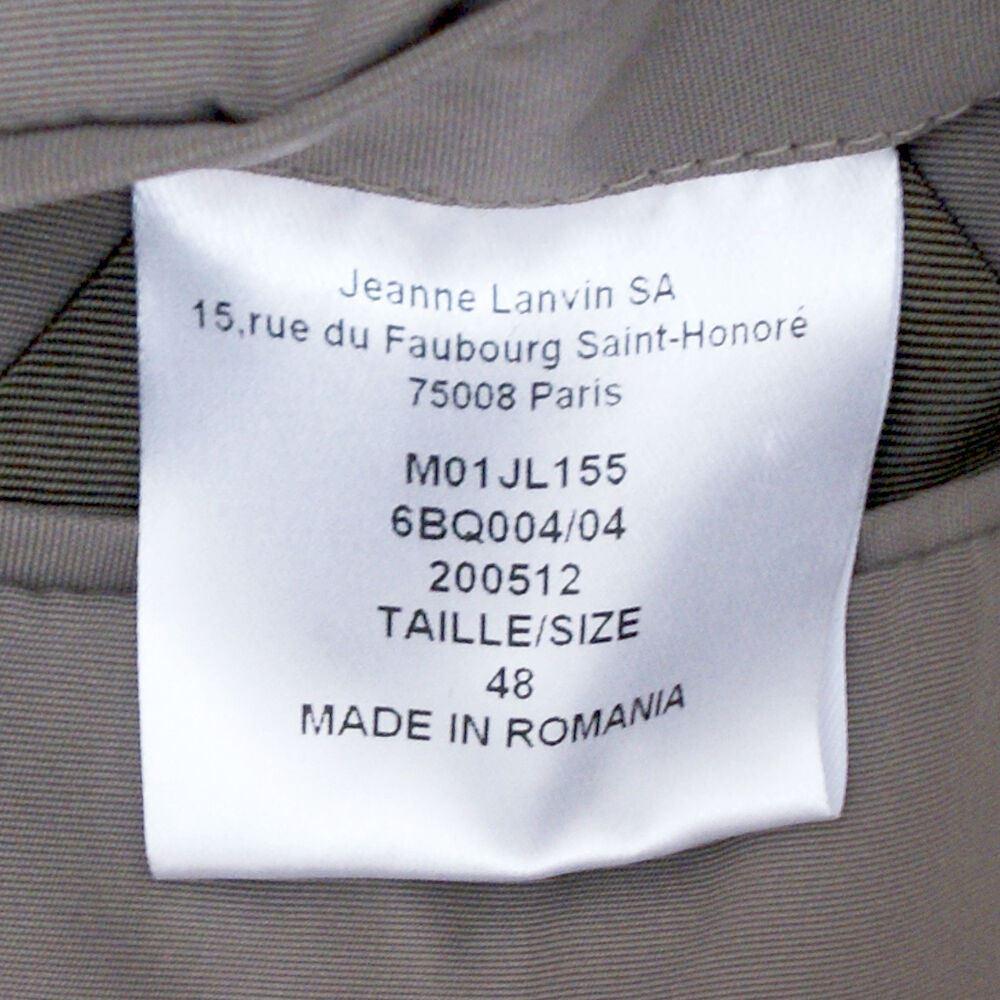 Jeanne Lanvin SA
15,rue du Faubourg Saint-Honoré
75008 Paris
M01JL155
6BQ004/04
200512
TAILLE/SIZE
48
MADE IN ROMANIA